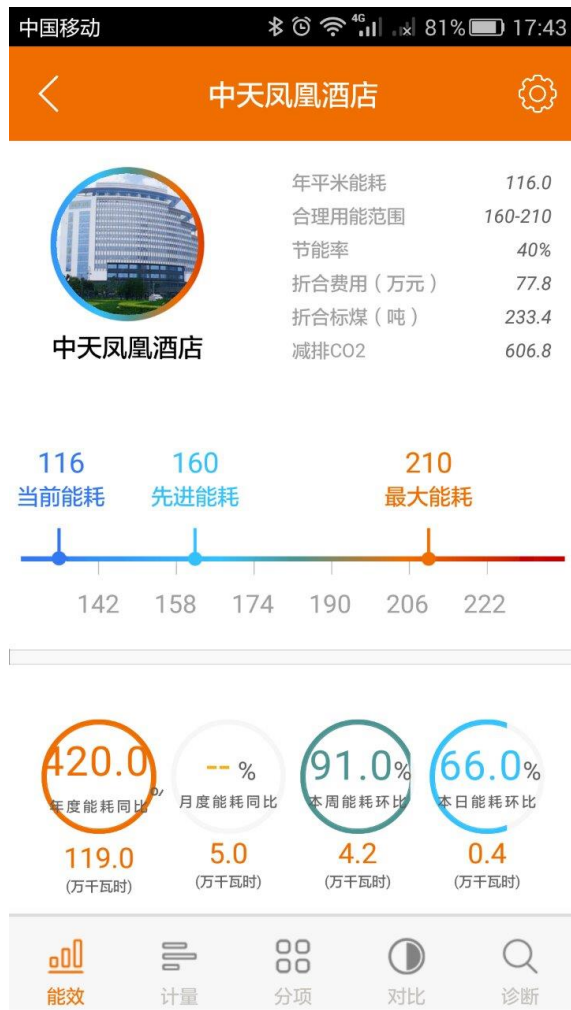 中国移动 4G 81% 17:43
中天凤凰酒店
年平米能耗 116.0
合理用能范围 160-210
节能率 40%
折合费用（万元） 77.8
折合标煤（吨） 233.4
减排CO2 606.8
中天凤凰酒店
116 160 210
当前能耗 先进能耗 最大能耗
142 158 174 190 206 222
420.0 --% 91.0% 66.0%
年度能耗同比 月度能耗同比 本周能耗环比 本日能耗环比
119.0 5.0 4.2 0.4
(万千瓦时) (万千瓦时) (万千瓦时) (万千瓦时)
能效 计量 分项 对比 诊断